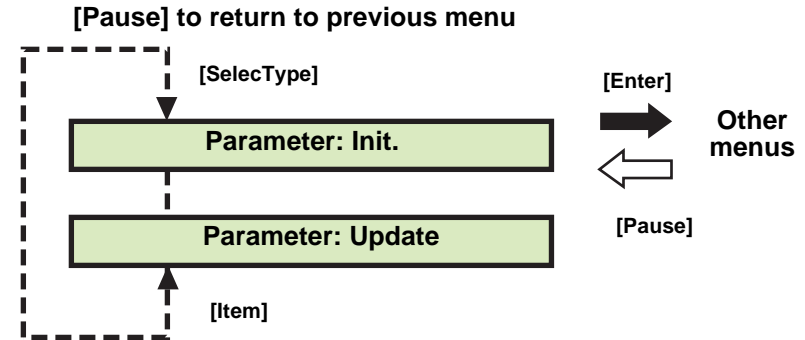 [Pause] to return to previous menu
[SelecType]
[Enter]
Parameter: Init.
Other
menus
Parameter: Update
[Pause]
[Item]